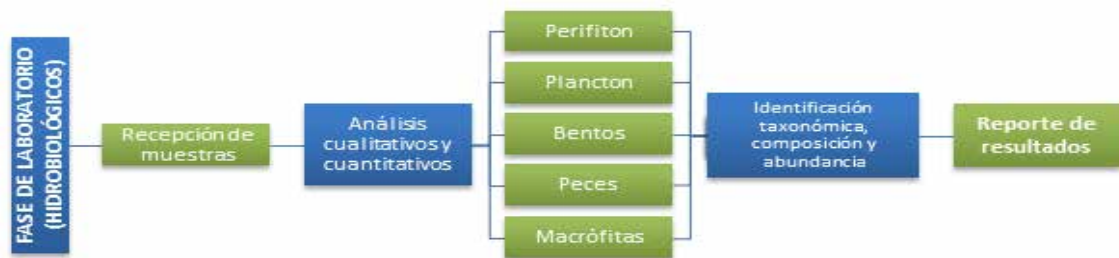 FASE DE LABORATORIO
(HIDROBIOLÓGICOS)
Recepción de
muestras
Análisis
cualitativos y
cuantitativos
Perifiton
Plancton
Bentos
Peces
Macrófitas
Identificación
taxonómica,
composición y
abundancia
Reporte de
resultados